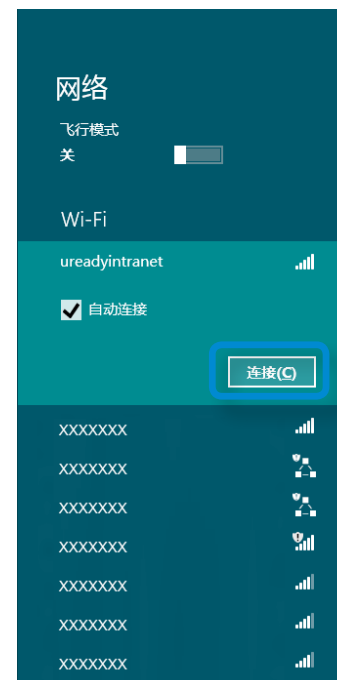 网络
飞行模式
关
Wi-Fi
ureadyintranet
自动连接
连接(C)
xxxxxxx
xxxxxxx
xxxxxxx
xxxxxxx
xxxxxxx
xxxxxxx
xxxxxxx